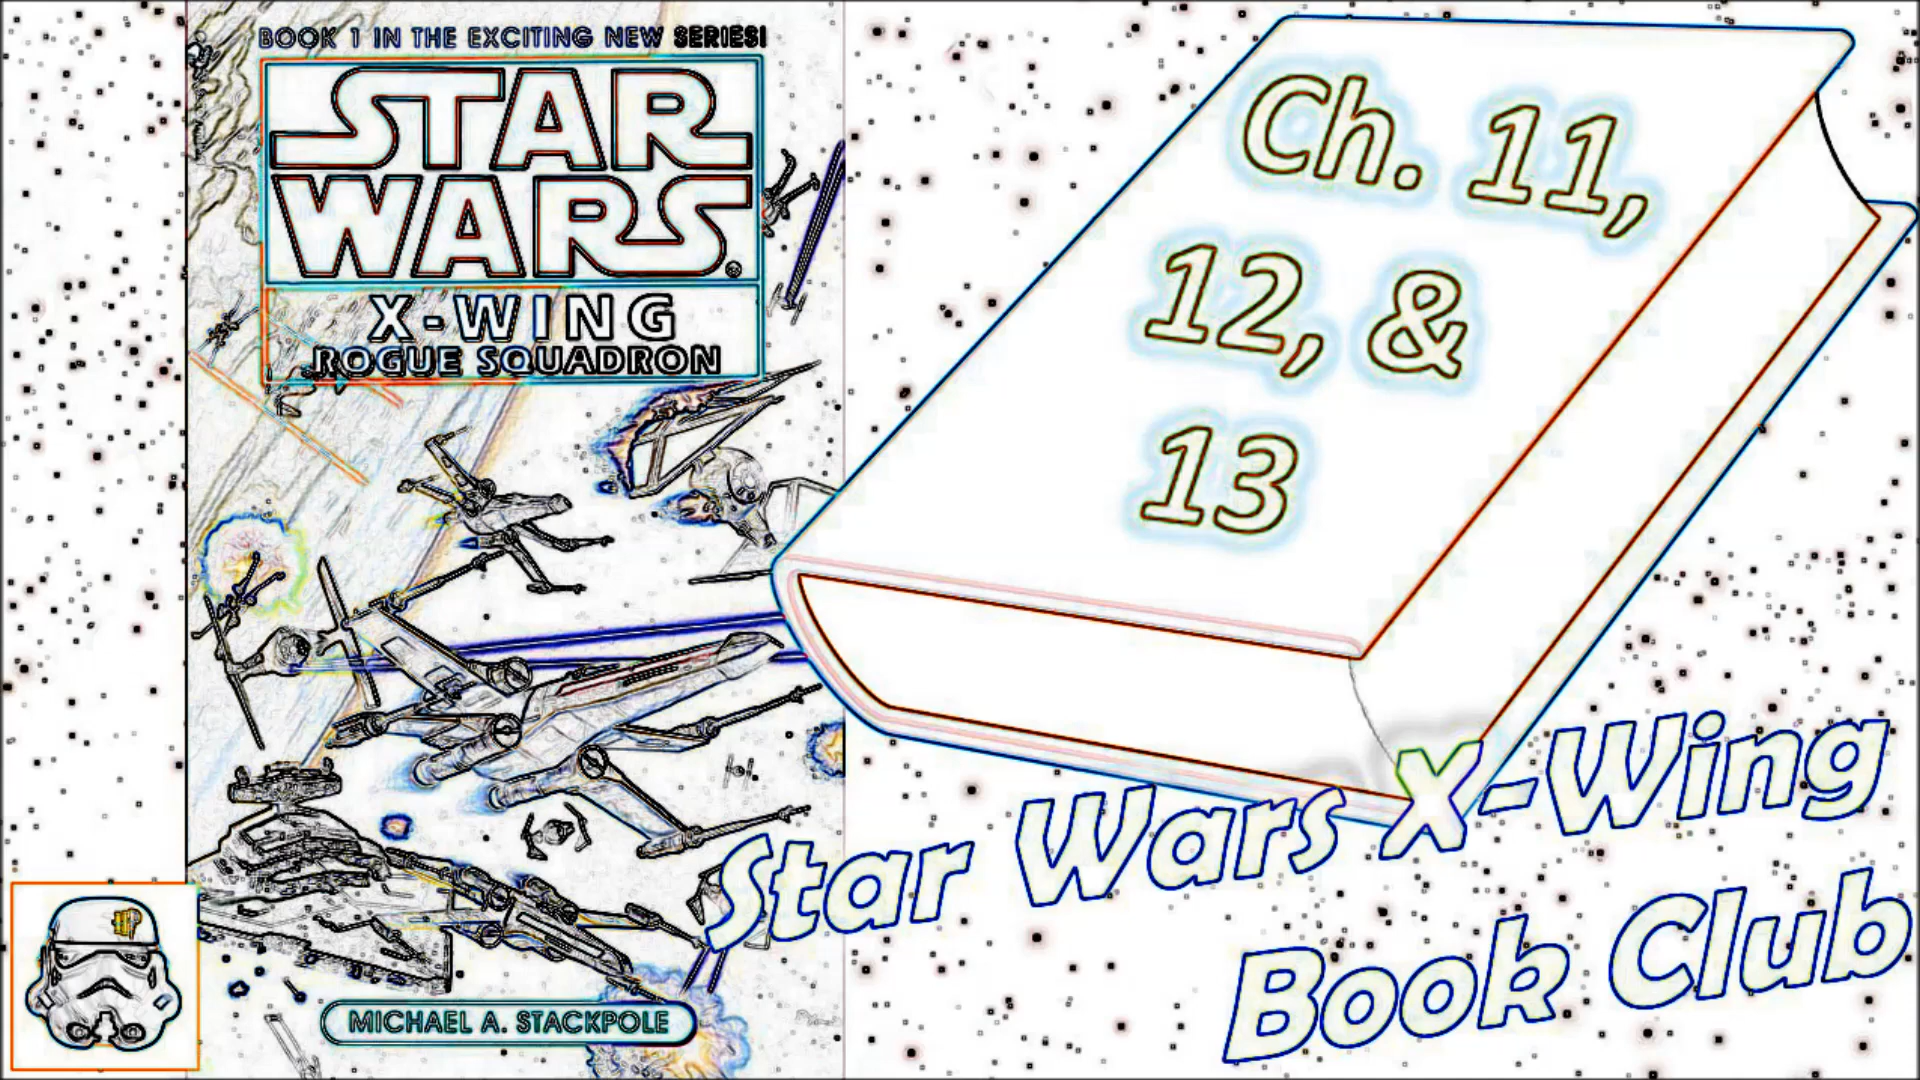 BOOK 1 IN THE EXCITING NEW SERIES!
STAR
WARS
X-WING
ROGUE SQUADRON
MICHAEL A. STACKPOLE
Ch. 11,
12, &
13
Star Wars X-Wing
Book Club